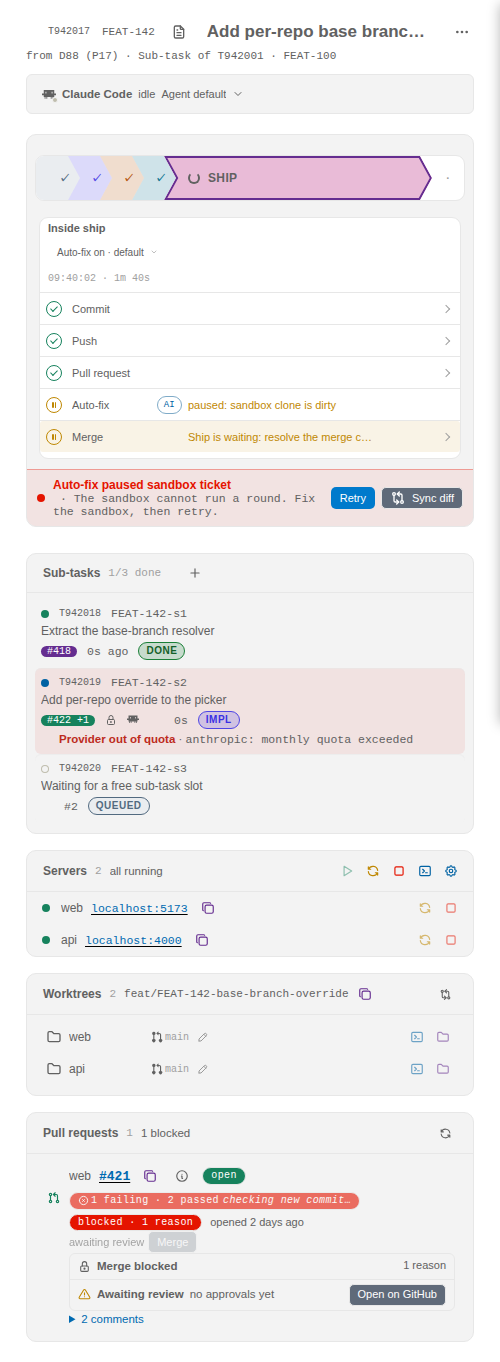 T942017 FEAT-142 Add per-repo base branc…
from D88 (P17) · Sub-task of T942001 · FEAT-100
Claude Code idle Agent default
SHIP
Inside ship
Auto-fix on · default
09:40:02 · 1m 40s
Commit
Push
Pull request
Auto-fix AI paused: sandbox clone is dirty
Merge Ship is waiting: resolve the merge c…
Auto-fix paused sandbox ticket
· The sandbox cannot run a round. Fix
the sandbox, then retry.
Retry Sync diff
Sub-tasks 1/3 done
T942018 FEAT-142-s1
Extract the base-branch resolver
#418 0s ago DONE
T942019 FEAT-142-s2
Add per-repo override to the picker
#422 +1 0s IMPL
Provider out of quota · anthropic: monthly quota exceeded
T942020 FEAT-142-s3
Waiting for a free sub-task slot
#2 QUEUED
Servers 2 all running
web localhost:5173
api localhost:4000
Worktrees 2 feat/FEAT-112-base-branch-override
web main
api main
Pull requests 1 1 blocked
web #421 open
1 failing · 2 passed checking new commit…
blocked · 1 reason opened 2 days ago
awaiting review Merge
Merge blocked 1 reason
Awaiting review no approvals yet Open on GitHub
2 comments